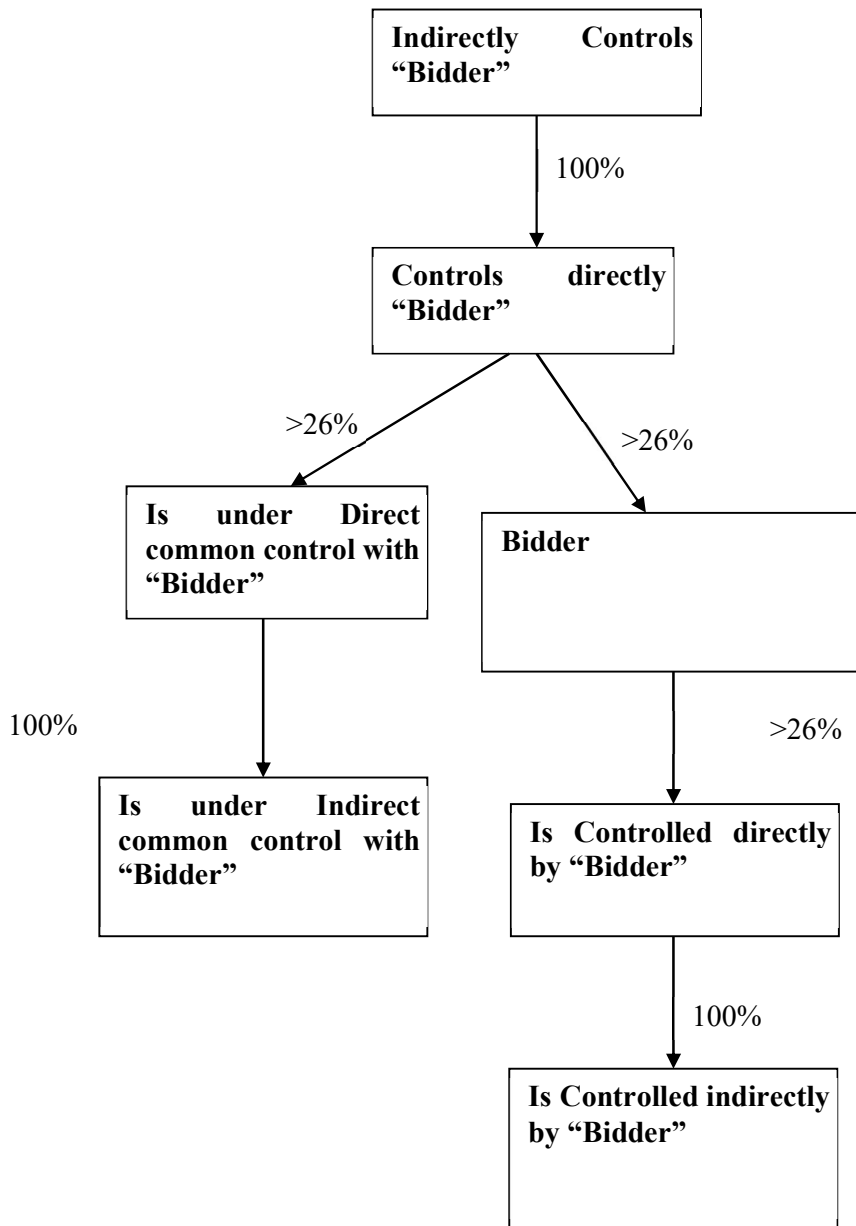 Indirectly Controls
“Bidder”
100%
Controls directly
“Bidder”
>26%
>26%
Is under Direct
common control with
“Bidder”
Bidder
100%
>26%
Is under Indirect
common control with
“Bidder”
Is Controlled directly
by “Bidder”
100%
Is Controlled indirectly
by “Bidder”